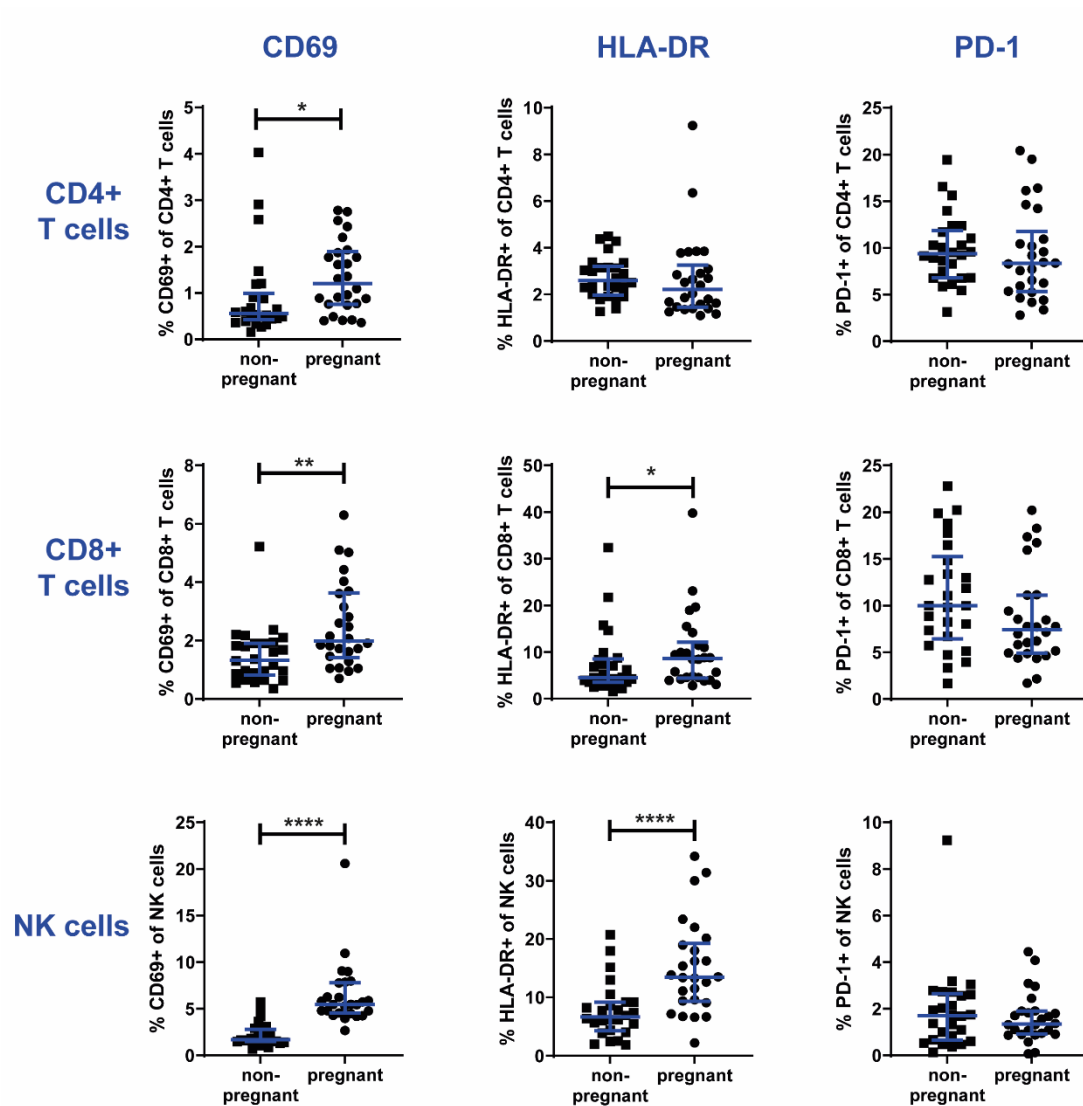 CD69
HLA-DR
PD-1
CD4+
T cells
% CD69+ of CD4+ T cells
5
4
3
2
1
0
*
non-
pregnant
pregnant
% HLA-DR+ of CD4+ T cells
10
8
6
4
2
0
non-
pregnant
pregnant
% PD-1+ of CD4+ T cells
25
20
15
10
5
0
non-
pregnant
pregnant
CD8+
T cells
% CD69+ of CD8+ T cells
8
6
4
2
0
**
non-
pregnant
pregnant
% HLA-DR+ of CD8+ T cells
50
40
30
20
10
0
*
non-
pregnant
pregnant
% PD-1+ of CD8+ T cells
25
20
15
10
5
0
non-
pregnant
pregnant
NK cells
% CD69+ of NK cells
25
20
15
10
5
0
****
non-
pregnant
pregnant
% HLA-DR+ of NK cells
40
30
20
10
0
****
non-
pregnant
pregnant
% PD-1+ of NK cells
10
8
6
4
2
0
non-
pregnant
pregnant